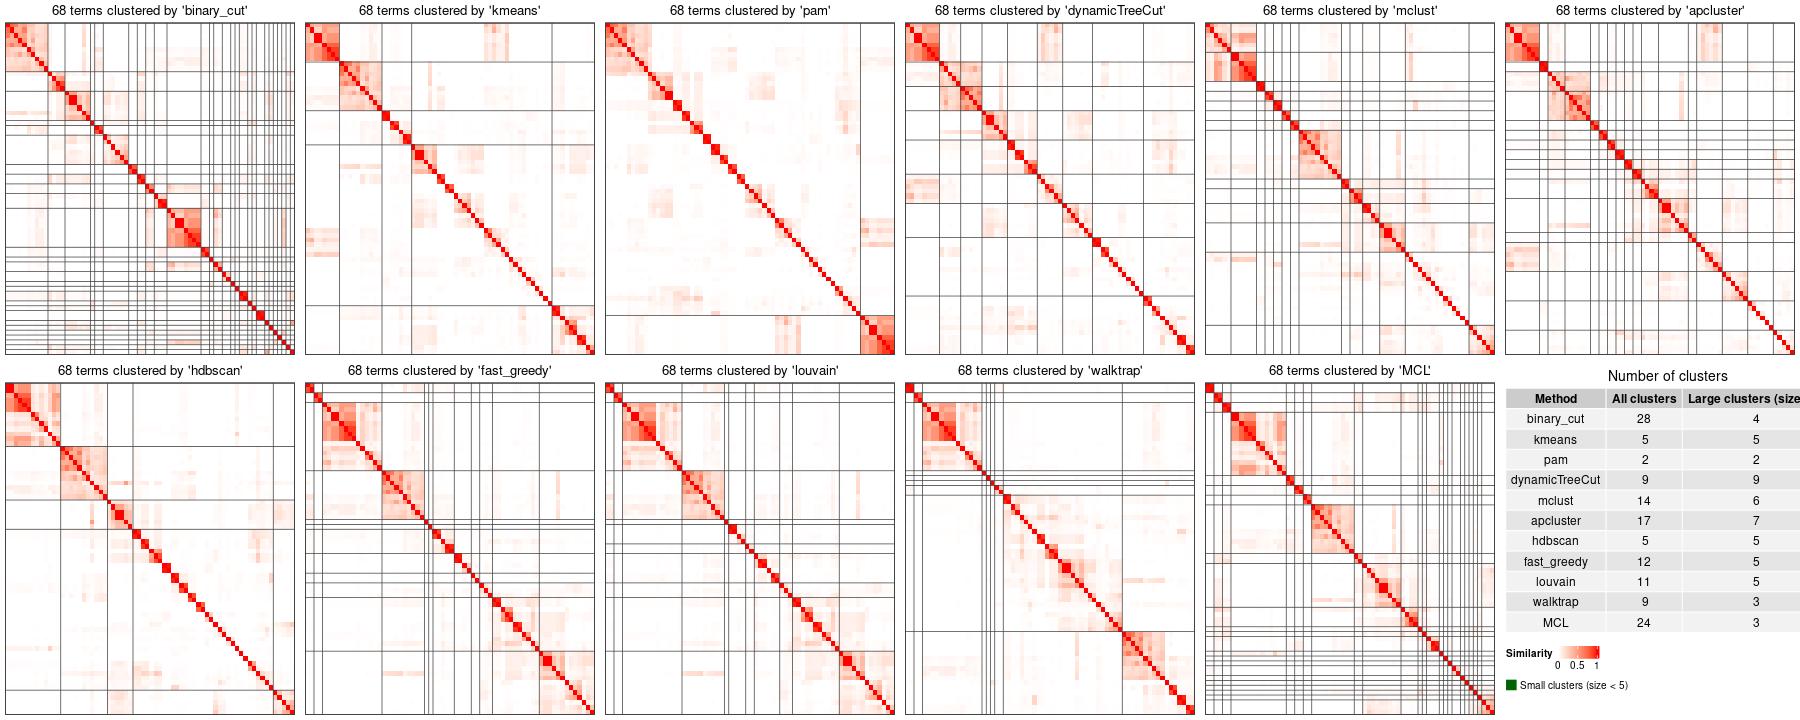 68 terms clustered by 'binary_cut'
68 terms clustered by 'kmeans'
68 terms clustered by 'pam'
68 terms clustered by 'dynamicTreeCut'
68 terms clustered by 'mclust'
68 terms clustered by 'apcluster'
68 terms clustered by 'hdbscan'
68 terms clustered by 'fast_greedy'
68 terms clustered by 'louvain'
68 terms clustered by 'walktrap'
68 terms clustered by 'MCL'
Number of clusters
Method All clusters Large clusters (size
binary_cut 28 4
kmeans 5 5
pam 2 2
dynamicTreeCut 9 9
mclust 14 6
apcluster 17 7
hdbscan 5 5
fast_greedy 12 5
louvain 11 5
walktrap 9 3
MCL 24 3
Similarity
0 0.5 1
Small clusters (size < 5)